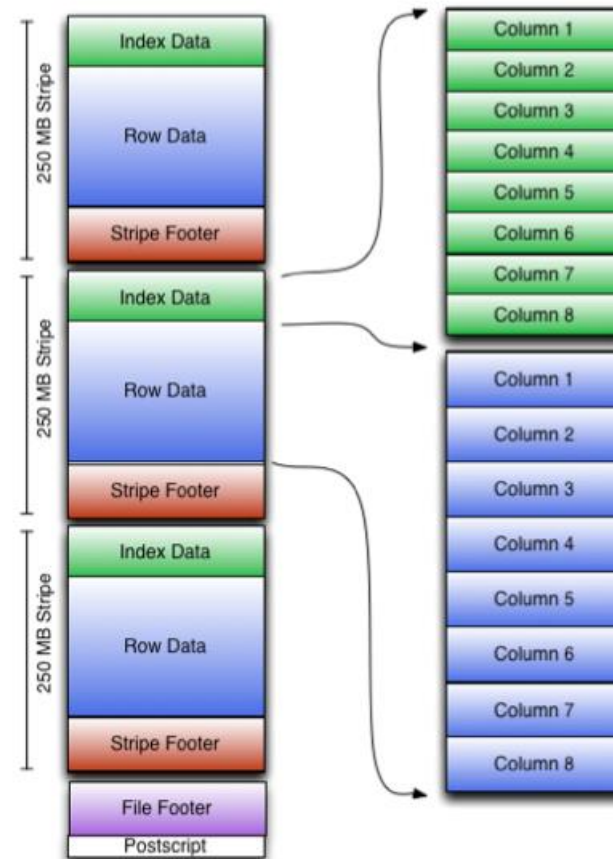 250 MB Stripe
Index Data
Row Data
Stripe Footer
250 MB Stripe
Index Data
Row Data
Stripe Footer
250 MB Stripe
Index Data
Row Data
Stripe Footer
File Footer
Postscript
Column 1
Column 2
Column 3
Column 4
Column 5
Column 6
Column 7
Column 8
Column 1
Column 2
Column 3
Column 4
Column 5
Column 6
Column 7
Column 8